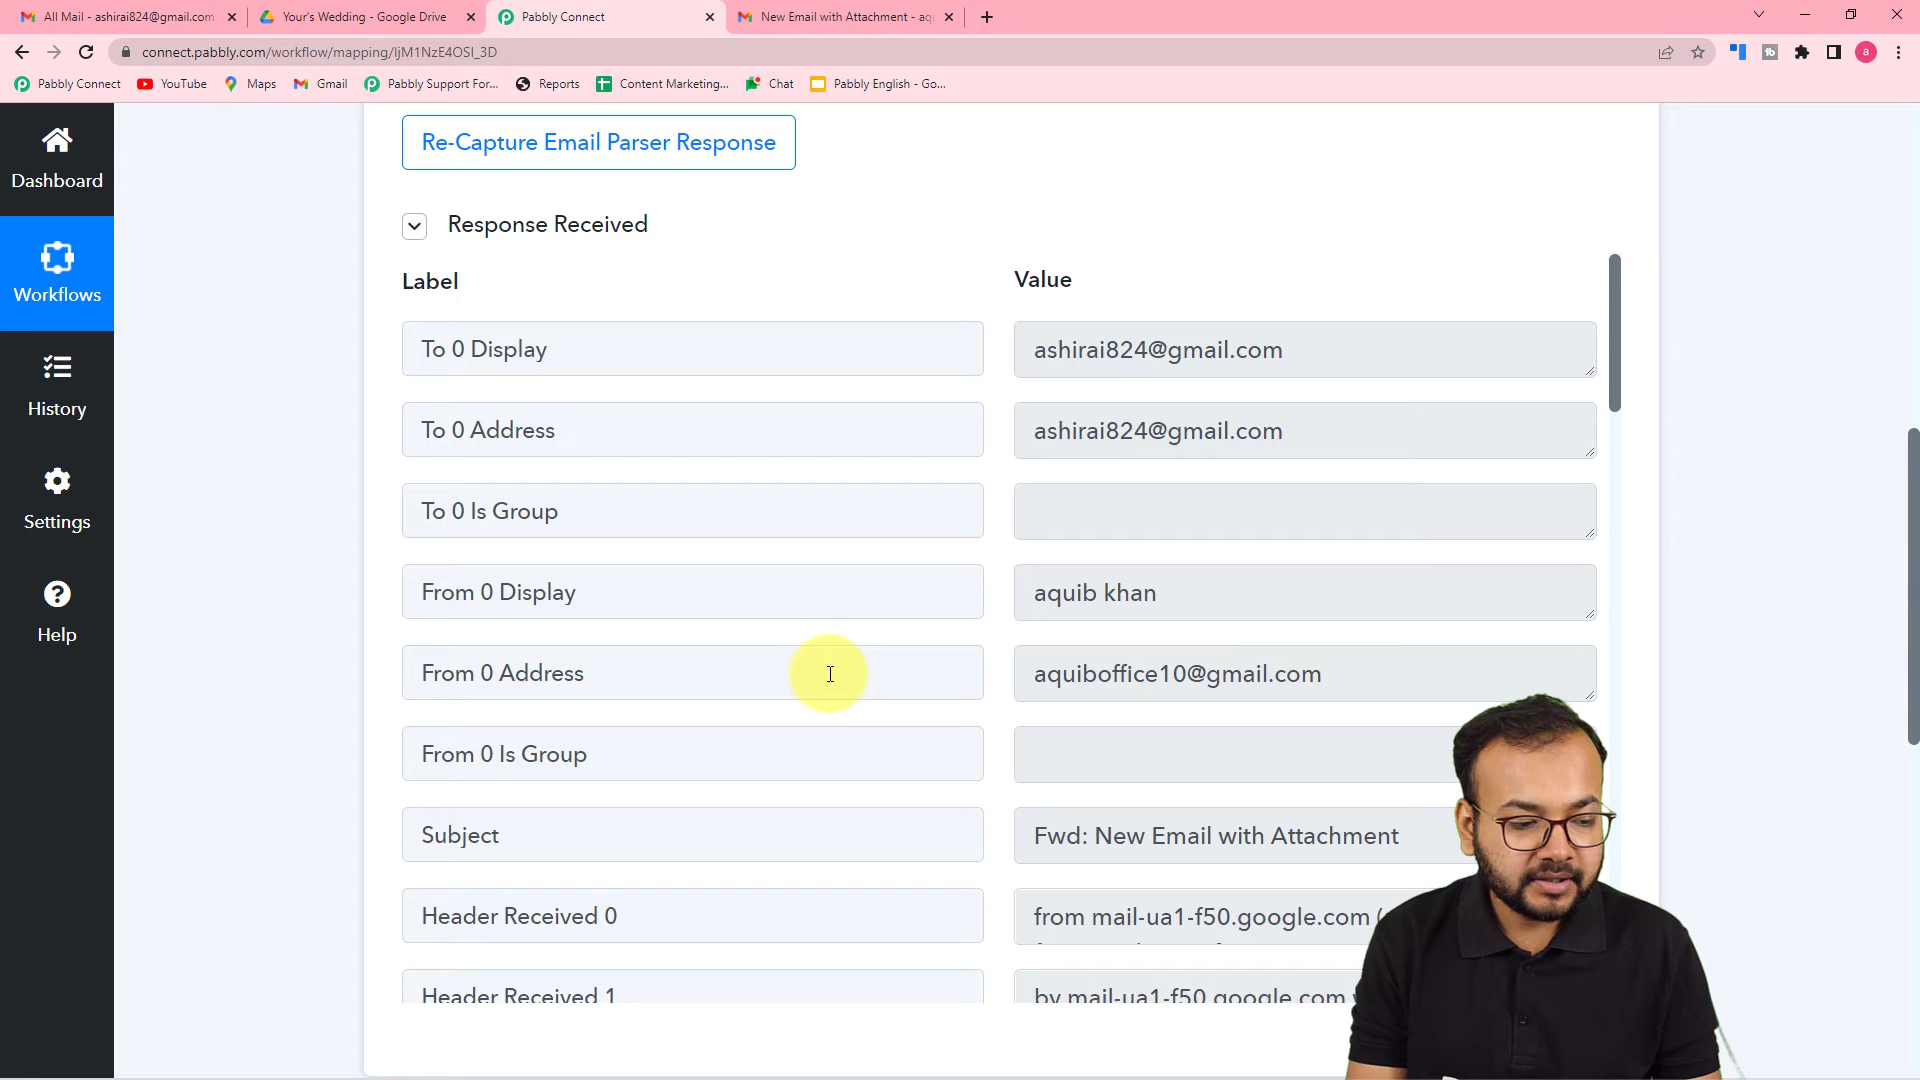 All Mail - ashirai824@gmail.com
Your's Wedding - Google Drive
Pabbly Connect
New Email with Attachment - aq
connect.pabbly.com/workflow/mapping/IjM1NzE4OSI_3D
a
Pabbly Connect
YouTube
Maps
Gmail
Pabbly Support For...
Reports
Content Marketing...
Chat
Pabbly English - Go...
Dashboard
Workflows
History
Settings
Help
Re-Capture Email Parser Response
Response Received
Label
Value
To 0 Display
ashirai824@gmail.com
To 0 Address
ashirai824@gmail.com
To 0 Is Group
From 0 Display
aquib khan
From 0 Address
aquiboffice10@gmail.com
From 0 Is Group
Subject
Fwd: New Email with Attachment
Header Received 0
from mail-ua1-f50.google.com (
Header Received 1
by mail-ua1-f50.google.com